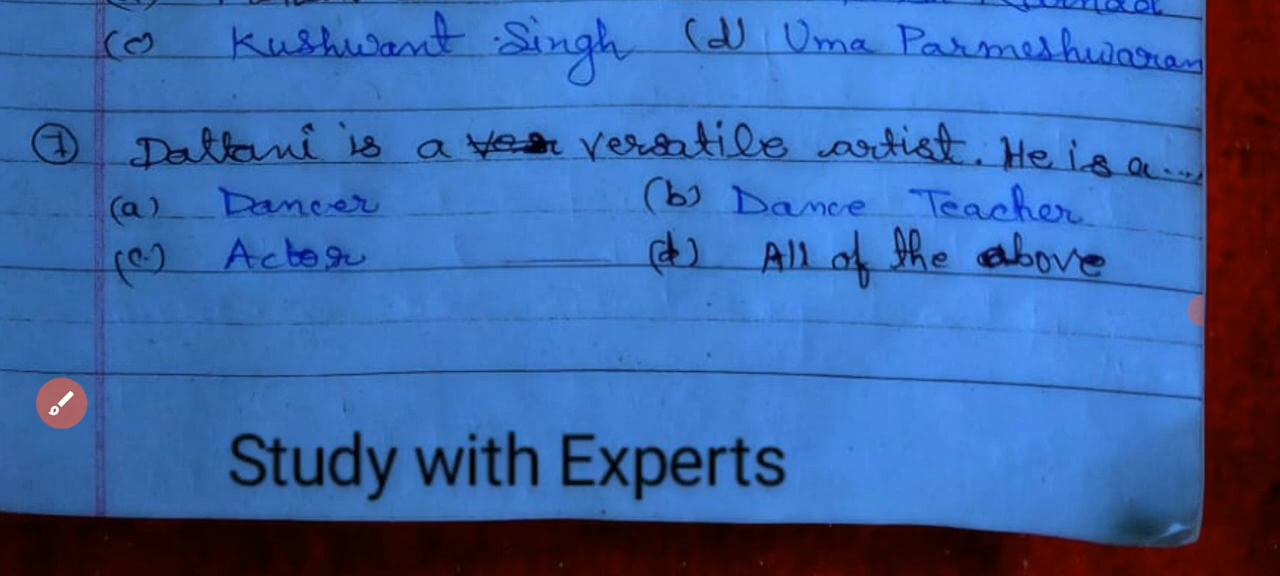 (c) Kushwant Singh (d) Uma Parmeshwaran
7 Dattani is a versatile artist. He is a....
(a) Dancer (b) Dance Teacher
(c) Actor (d) All of the above
Study with Experts